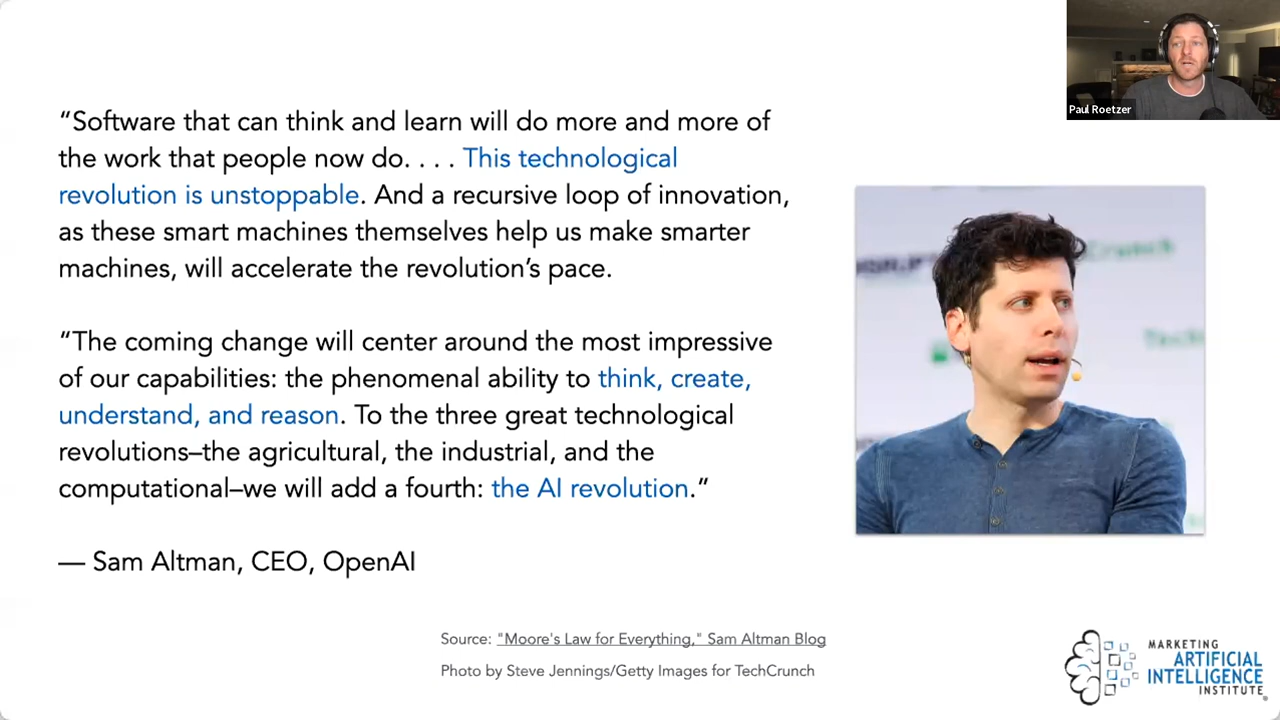 Paul Roetzer
“Software that can think and learn will do more and more of
the work that people now do. . . . This technological
revolution is unstoppable. And a recursive loop of innovation,
as these smart machines themselves help us make smarter
machines, will accelerate the revolution’s pace.
“The coming change will center around the most impressive
of our capabilities: the phenomenal ability to think, create,
understand, and reason. To the three great technological
revolutions–the agricultural, the industrial, and the
computational–we will add a fourth: the AI revolution.”
— Sam Altman, CEO, OpenAI
Source: "Moore's Law for Everything," Sam Altman Blog
Photo by Steve Jennings/Getty Images for TechCrunch
MARKETING
ARTIFICIAL
INTELLIGENCE
INSTITUTE